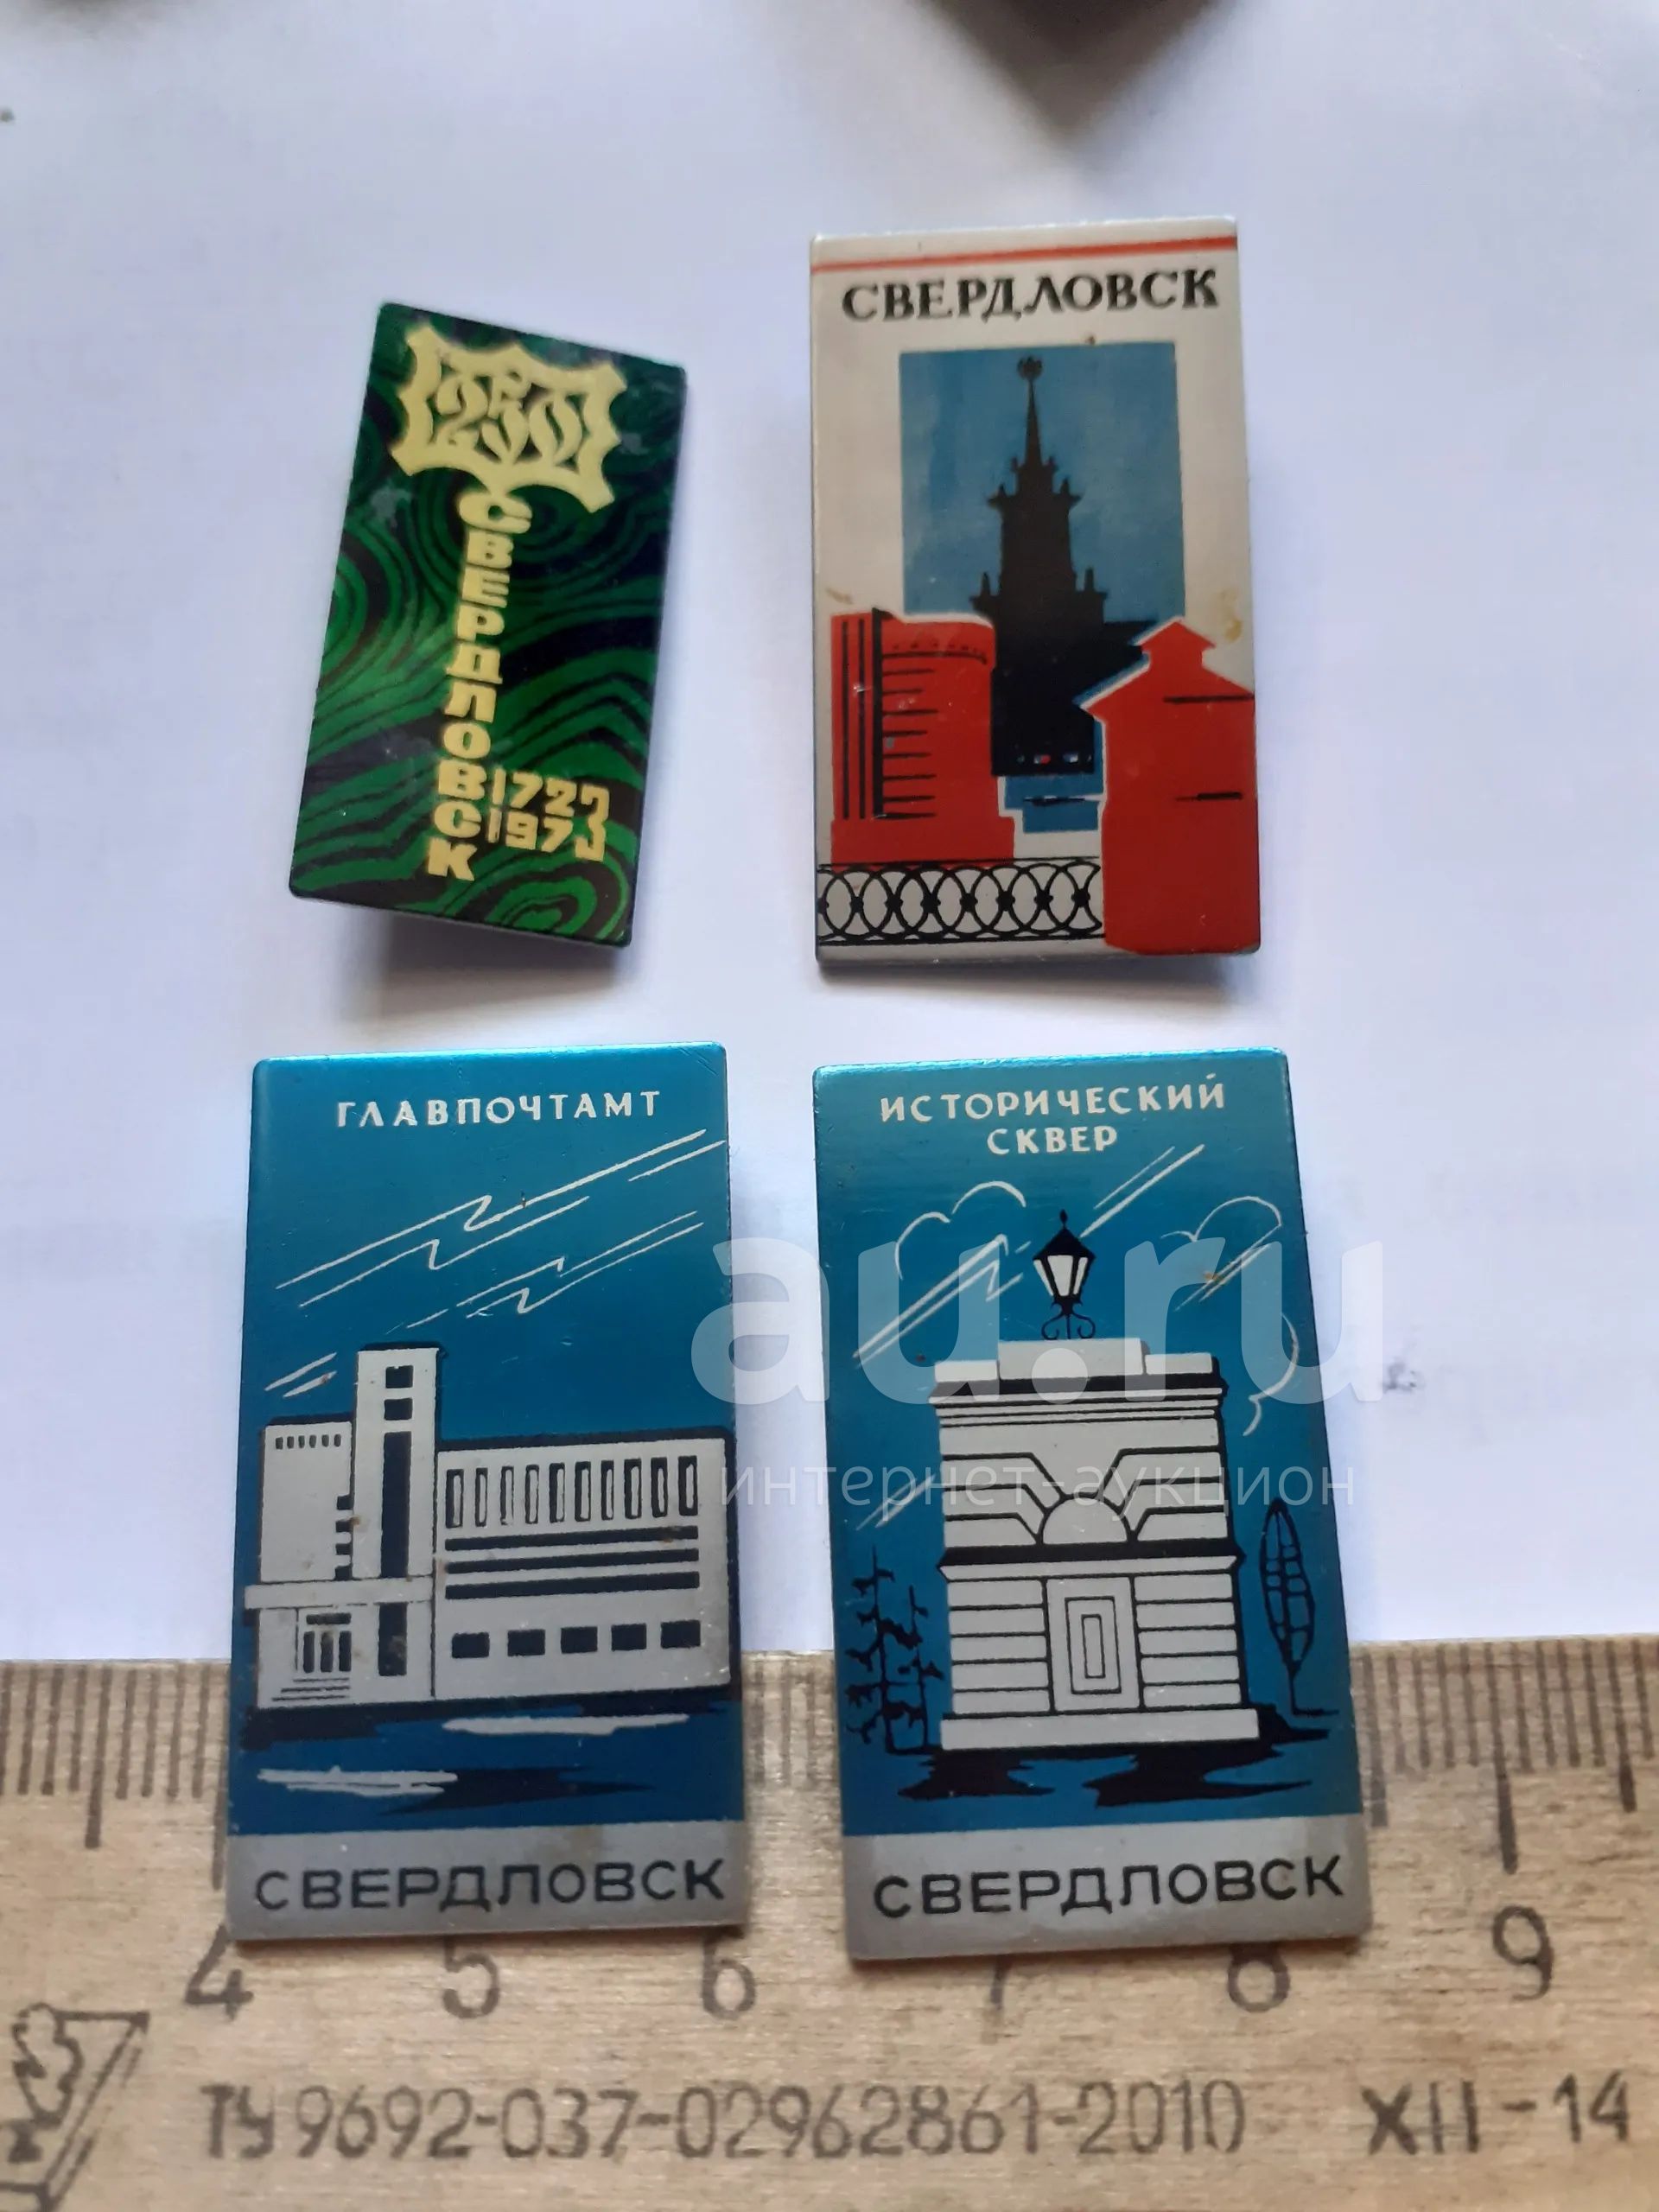 250
СВЕРДЛОВСК
1723
1973
СВЕРДЛОВСК
ГЛАВПОЧТАМТ
СВЕРДЛОВСК
ИСТОРИЧЕСКИЙ
СКВЕР
СВЕРДЛОВСК
au.ru
интернет-аукцион
4 5 6 7 8 9
ТУ 9692-037-02962861-2010 XII-14